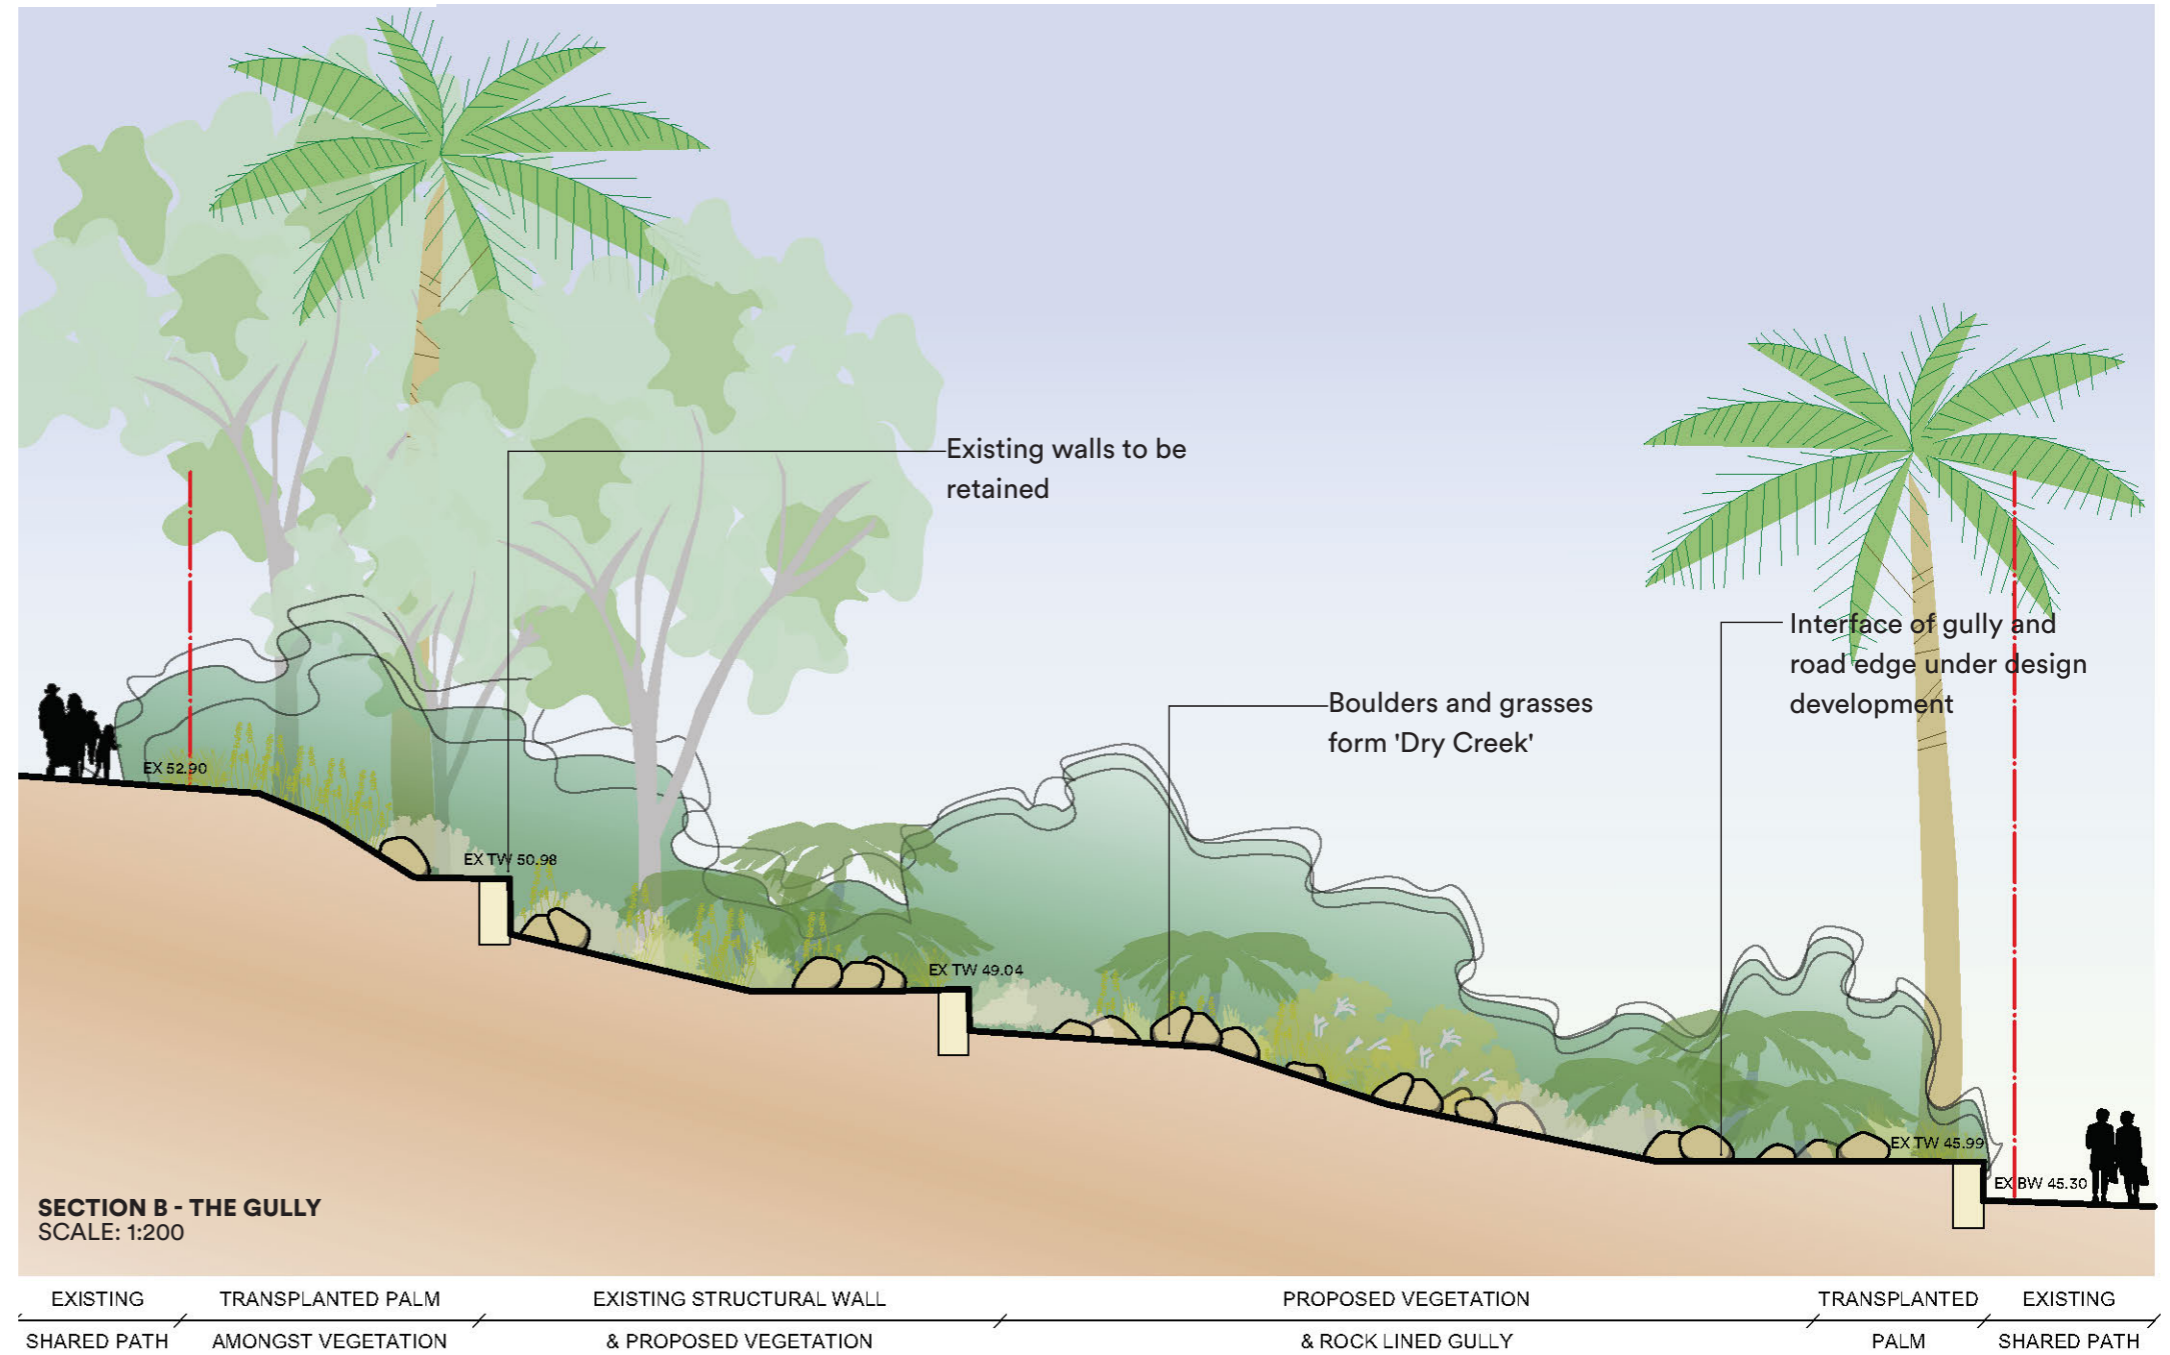 Existing walls to be
retained
Interface of gully and
road edge under design
development
Boulders and grasses
form 'Dry Creek'
EX 52.90
EX TW 50.98
EX TW 49.04
EX TW 45.99
EX BW 45.30
SECTION B - THE GULLY
SCALE: 1:200
EXISTING
SHARED PATH
TRANSPLANTED PALM
AMONGST VEGETATION
EXISTING STRUCTURAL WALL
& PROPOSED VEGETATION
PROPOSED VEGETATION
& ROCK LINED GULLY
TRANSPLANTED
PALM
EXISTING
SHARED PATH